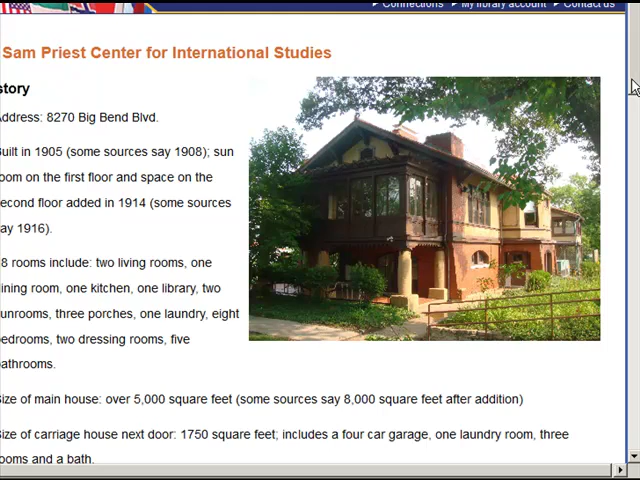 Connections ▸ My library account ▸ Contact us
Sam Priest Center for International Studies
story
Address: 8270 Big Bend Blvd.
Built in 1905 (some sources say 1908); sun
oom on the first floor and space on the
econd floor added in 1914 (some sources
ay 1916).
8 rooms include: two living rooms, one
ining room, one kitchen, one library, two
unrooms, three porches, one laundry, eight
edrooms, two dressing rooms, five
athrooms.
Size of main house: over 5,000 square feet (some sources say 8,000 square feet after addition)
Size of carriage house next door: 1750 square feet; includes a four car garage, one laundry room, three
ooms and a bath.